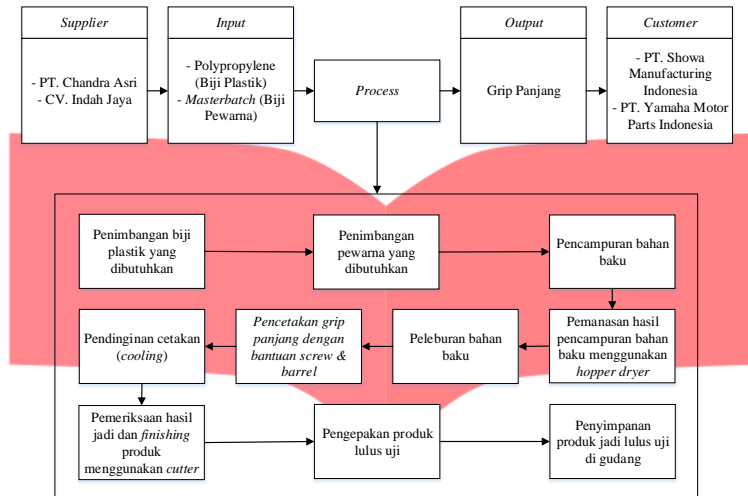 Supplier
- PT. Chandra Asri
- CV. Indah Jaya
Input
- Polypropylene
(Biji Plastik)
- Masterbatch (Biji
Pewarna)
Process
Output
Grip Panjang
Customer
- PT. Showa
Manufacturing
Indonesia
- PT. Yamaha Motor
Parts Indonesia
Penimbangan biji
plastik yang
dibutuhkan
Penimbangan
pewarna yang
dibutuhkan
Pencampuran bahan
baku
Pemanasan hasil
pencampuran bahan
baku menggunakan
hopper dryer
Peleburan bahan
baku
Pencetakan grip
panjang dengan
bantuan screw &
barrel
Pendinginan cetakan
(cooling)
Pemeriksaan hasil
jadi dan finishing
produk
menggunakan cutter
Pengepakan produk
lulus uji
Penyimpanan
produk jadi lulus uji
di gudang